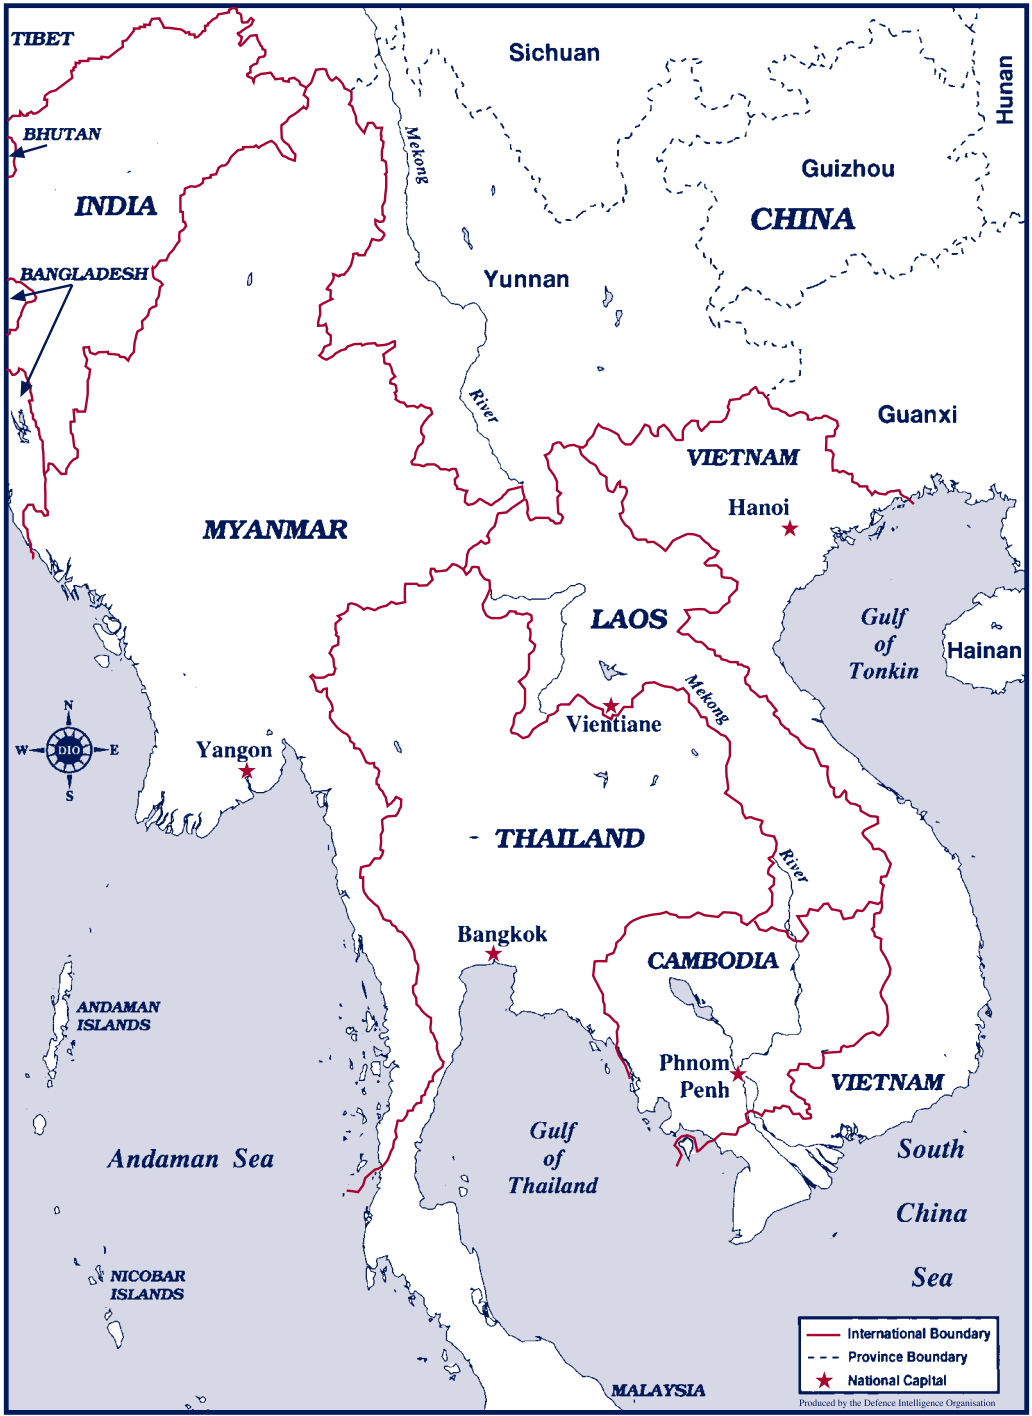 TIBET
Sichuan
Hunan
BHUTAN
Mekong
Guizhou
INDIA
CHINA
BANGLADESH
Yunnan
River
Guanxi
VIETNAM
Hanoi
MYANMAR
LAOS
Gulf
of
Tonkin
Hainan
Mekong
Vientiane
N
W
DIO
E
S
Yangon
THAILAND
River
Bangkok
CAMBODIA
ANDAMAN
ISLANDS
Phnom
Penh
VIETNAM
Andaman Sea
Gulf
of
Thailand
South
China
Sea
NICOBAR
ISLANDS
International Boundary
Province Boundary
National Capital
MALAYSIA
Produced by the Defence Intelligence Organisation